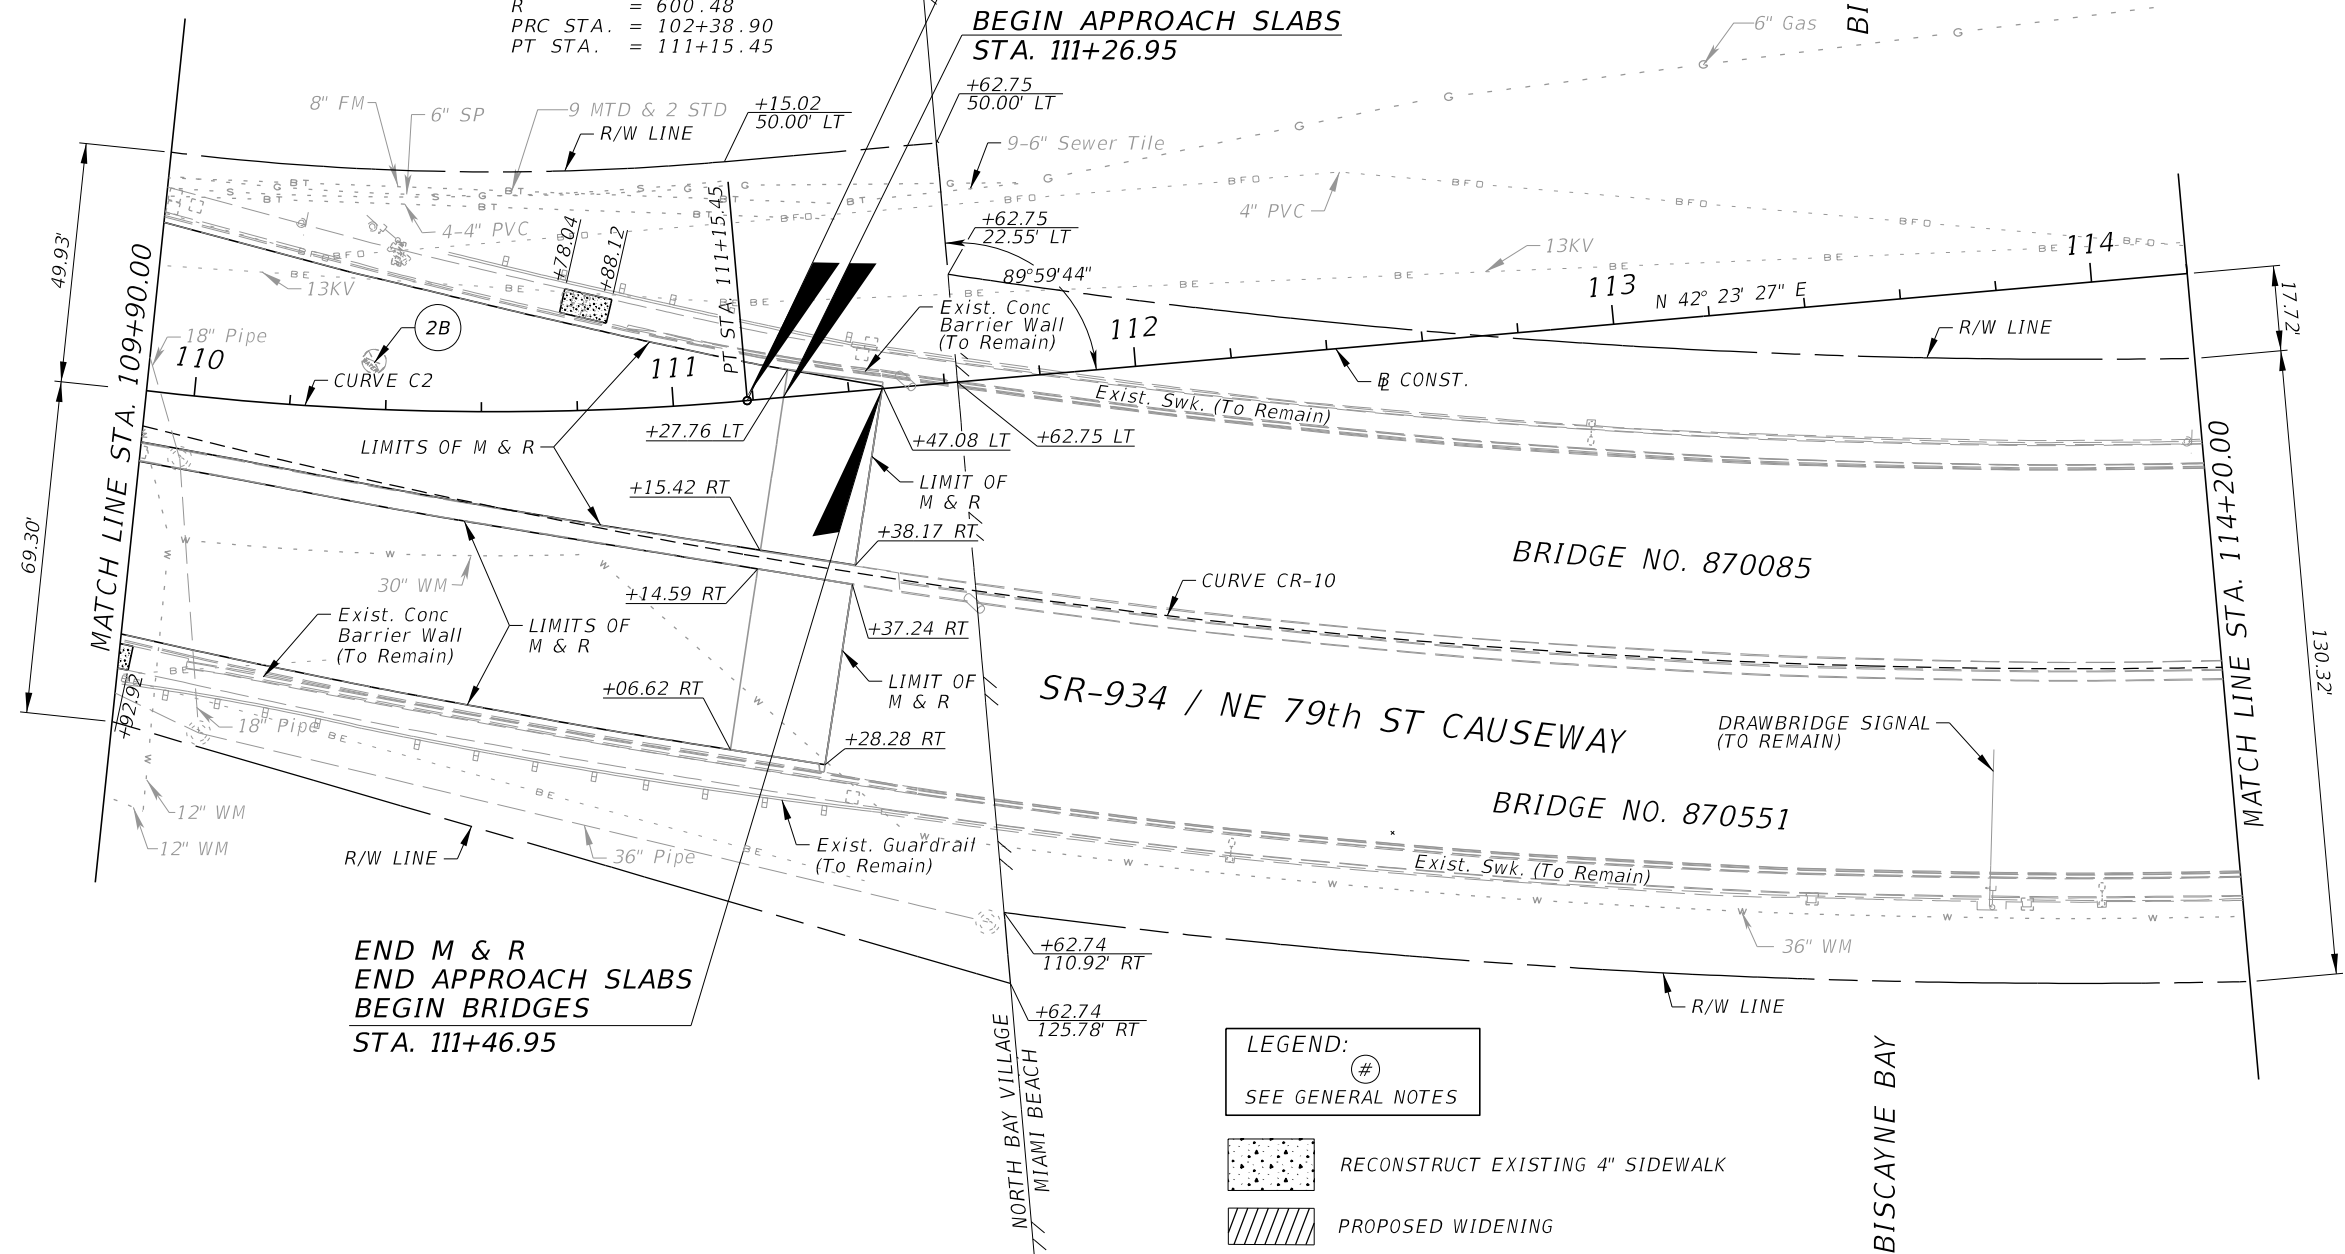 R = 600.48
PRC STA. = 102+38.90
PT STA. = 111+15.45
BEGIN APPROACH SLABS
STA. 111+26.95
BI
6" Gas
+62.75
50.00' LT
8" FM
6" SP
9 MTD & 2 STD
R/W LINE
+15.02
50.00' LT
9-6" Sewer Tile
49.93'
4-4" PVC
+78.04
+88.12
PT STA. 111+15.45
+62.75
22.55' LT
4" PVC
13KV
89°59'44"
13KV
114
113
N 42° 23' 27" E
112
17.72'
R/W LINE
Exist. Conc
Barrier Wall
(To Remain)
2B
18" Pipe
110
111
CURVE C2
MATCH LINE STA. 109+90.00
B CONST.
Exist. Swk. (To Remain)
+27.76 LT
+47.08 LT
+62.75 LT
LIMITS OF M & R
LIMIT OF
M & R
+15.42 RT
+38.17 RT
69.30'
30" WM
+14.59 RT
+37.24 RT
BRIDGE NO. 870085
CURVE CR-10
MATCH LINE STA. 114+20.00
130.32'
Exist. Conc
Barrier Wall
(To Remain)
LIMITS OF
M & R
LIMIT OF
M & R
+06.62 RT
+28.28 RT
+92.92
18" Pipe
SR-934 / NE 79th ST CAUSEWAY
DRAWBRIDGE SIGNAL
(TO REMAIN)
BRIDGE NO. 870551
12" WM
12" WM
R/W LINE
36" Pipe
Exist. Guardrail
(To Remain)
Exist. Swk. (To Remain)
36" WM
END M & R
END APPROACH SLABS
BEGIN BRIDGES
STA. 111+46.95
+62.74
110.92' RT
+62.74
125.78' RT
R/W LINE
NORTH BAY VILLAGE
MIAMI BEACH
BISCAYNE BAY
LEGEND:
#
SEE GENERAL NOTES
RECONSTRUCT EXISTING 4" SIDEWALK
PROPOSED WIDENING